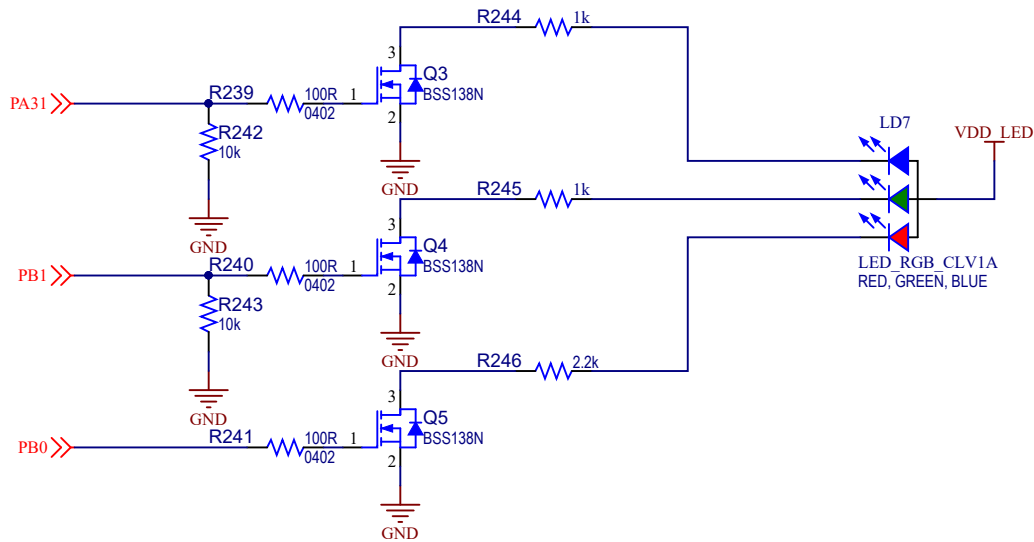 R244
1k
3
Q3
BSS138N
R239
100R
0402
1
2
PA31
R242
10k
GND
GND
LD7
VDD_LED
R245
1k
3
Q4
BSS138N
R240
100R
0402
1
2
PB1
R243
10k
GND
GND
LED_RGB_CLV1A
RED, GREEN, BLUE
R246
2.2k
3
Q5
BSS138N
R241
100R
0402
1
2
PB0
GND